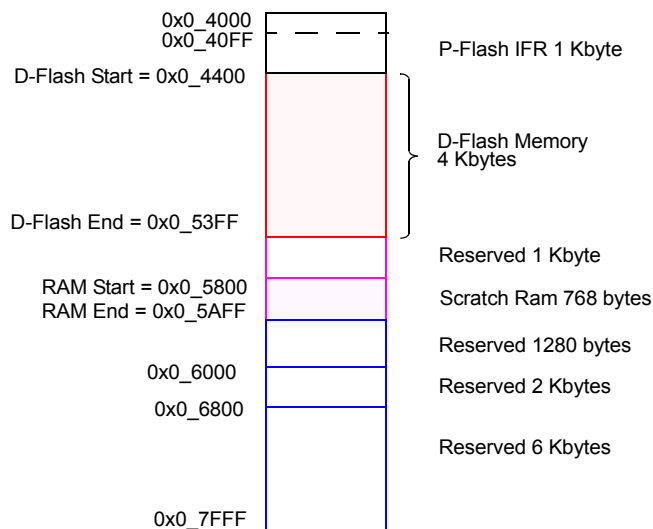 0x0_4000
0x0_40FF
P-Flash IFR 1 Kbyte
D-Flash Start = 0x0_4400
D-Flash Memory
4 Kbytes
D-Flash End = 0x0_53FF
Reserved 1 Kbyte
RAM Start = 0x0_5800
Scratch Ram 768 bytes
RAM End = 0x0_5AFF
Reserved 1280 bytes
0x0_6000
Reserved 2 Kbytes
0x0_6800
Reserved 6 Kbytes
0x0_7FFF